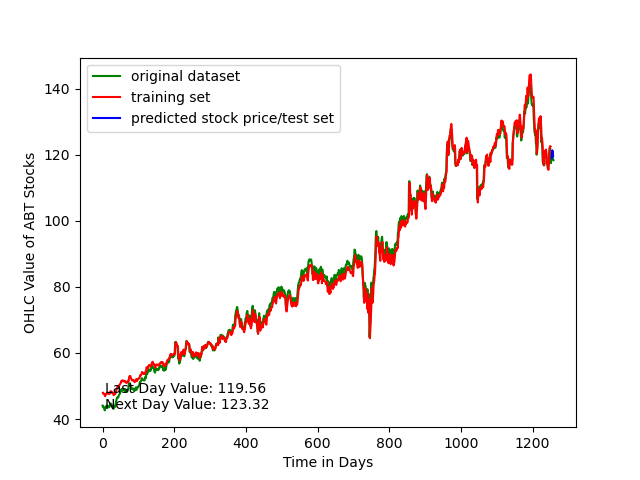 original dataset
training set
predicted stock price/test set
140
120
100
80
60
40
OHLC Value of ABT Stocks
Last Day Value: 119.56
Next Day Value: 123.32
0 200 400 600 800 1000 1200
Time in Days